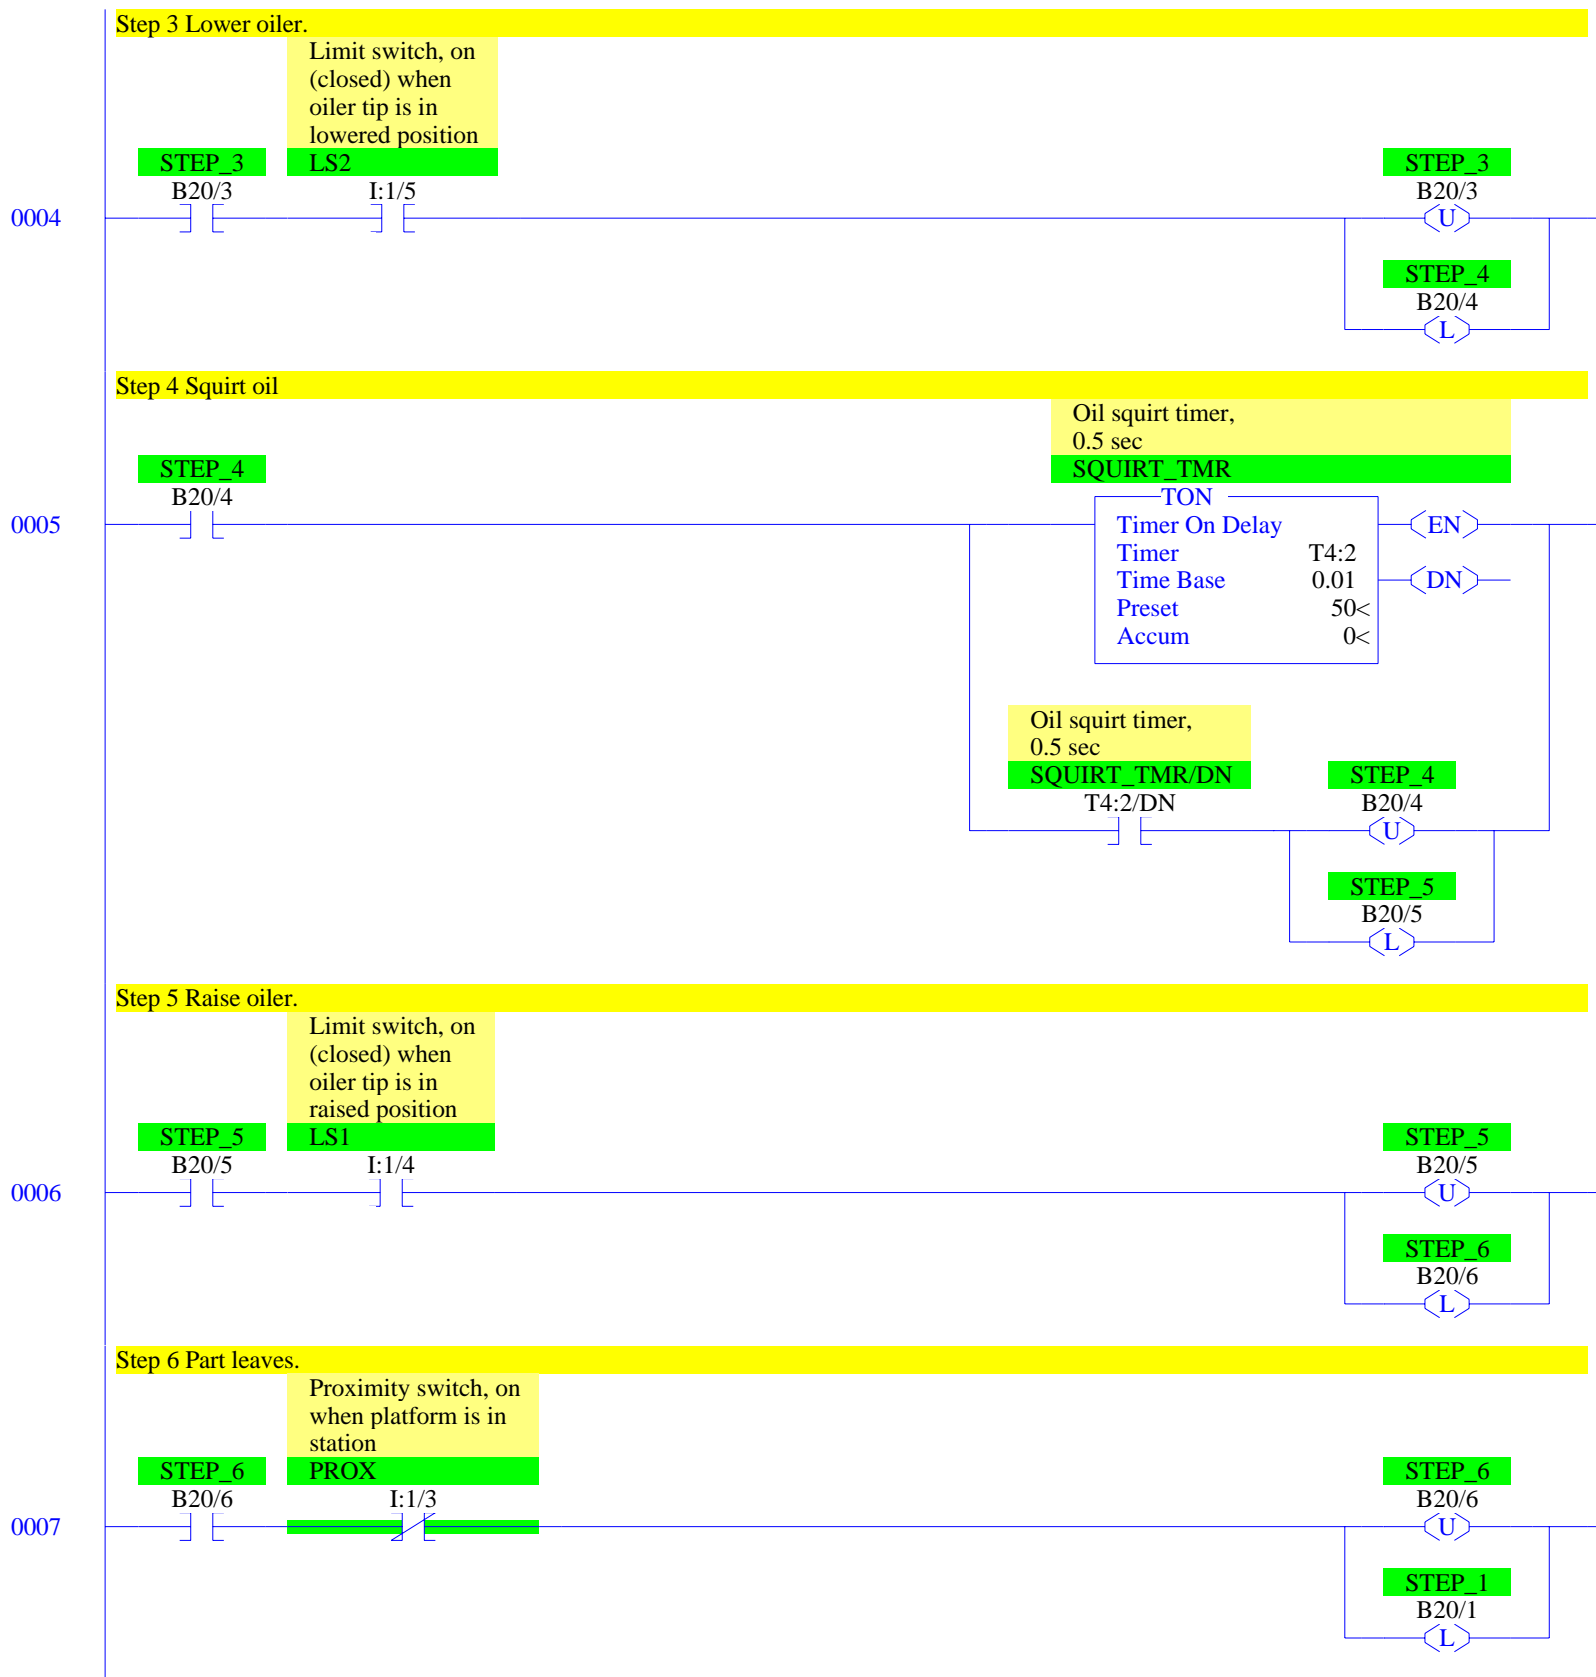 Step 3 Lower oiler.
Limit switch, on
(closed) when
oiler tip is in
lowered position
STEP_3 LS2 STEP_3
B20/3 I:1/5 B20/3
0004 U
STEP_4
B20/4
L
Step 4 Squirt oil
Oil squirt timer,
0.5 sec
STEP_4 SQUIRT_TMR
B20/4 TON
0005 Timer On Delay EN
Timer T4:2
Time Base 0.01 DN
Preset 50<
Accum 0<
Oil squirt timer,
0.5 sec
SQUIRT_TMR/DN STEP_4
T4:2/DN B20/4
U
STEP_5
B20/5
L
Step 5 Raise oiler.
Limit switch, on
(closed) when
oiler tip is in
raised position
STEP_5 LS1 STEP_5
B20/5 I:1/4 B20/5
0006 U
STEP_6
B20/6
L
Step 6 Part leaves.
Proximity switch, on
when platform is in
station
STEP_6 PROX STEP_6
B20/6 I:1/3 B20/6
0007 U
STEP_1
B20/1
L